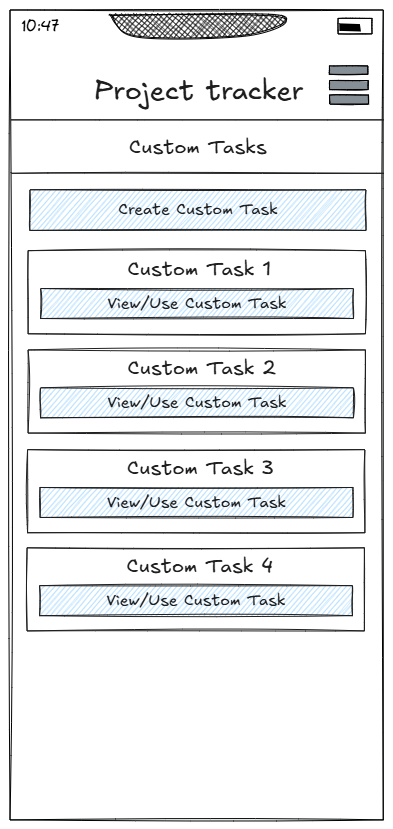 10:47
Project tracker
Custom Tasks
Create Custom Task
Custom Task 1
View/Use Custom Task
Custom Task 2
View/Use Custom Task
Custom Task 3
View/Use Custom Task
Custom Task 4
View/Use Custom Task